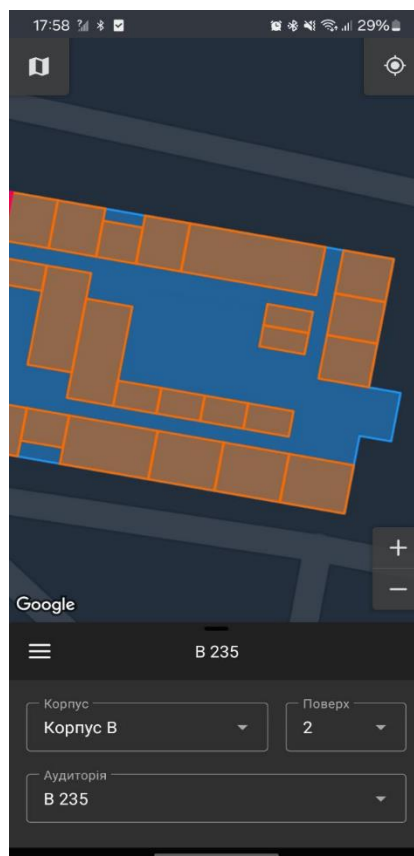 17:58
29%
Google
В 235
Корпус
Корпус В
Поверх
2
Аудиторія
В 235